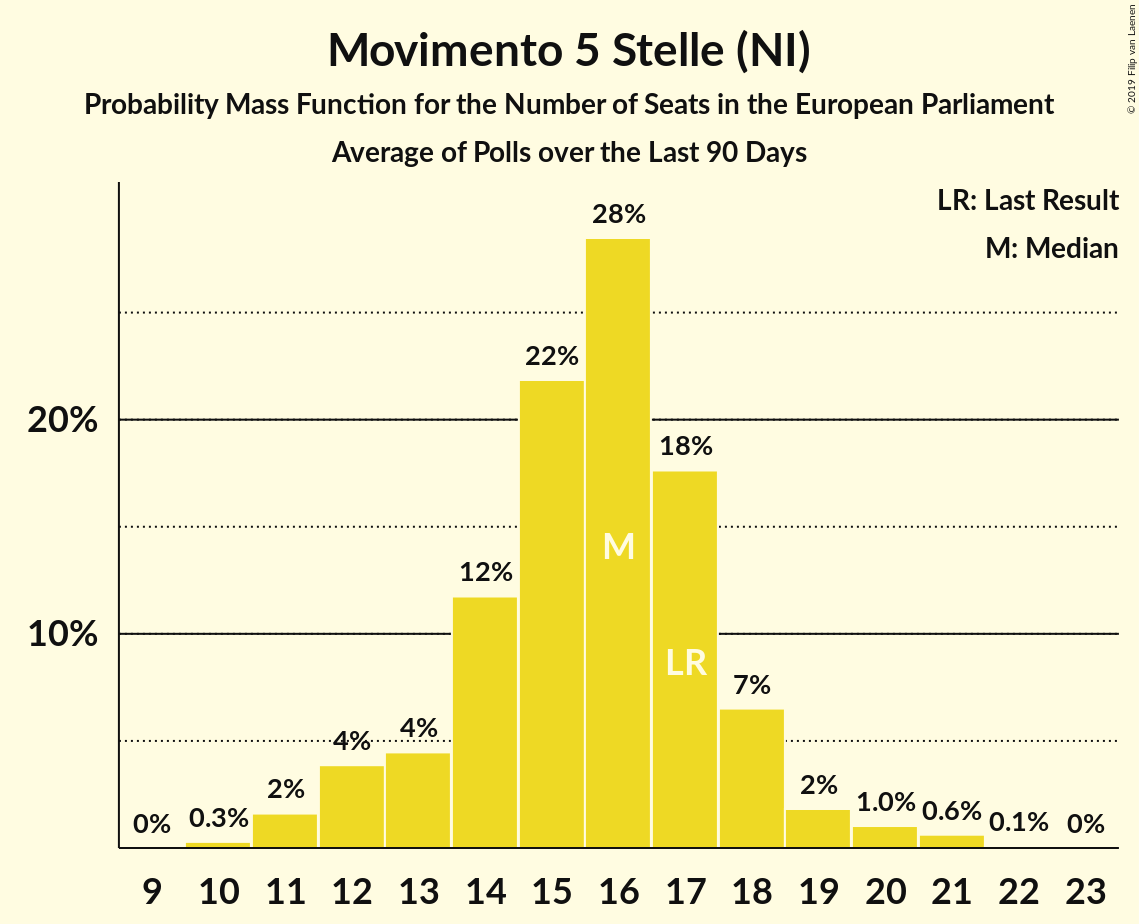 Movimento 5 Stelle (NI)
Probability Mass Function for the Number of Seats in the European Parliament
Average of Polls over the Last 90 Days
© 2019 Filip van Laenen
LR: Last Result
M: Median
20%
10%
0%
0.3%
2%
4%
4%
12%
22%
28%
18%
7%
2%
1.0%
0.6%
0.1%
0%
M
LR
9 10 11 12 13 14 15 16 17 18 19 20 21 22 23